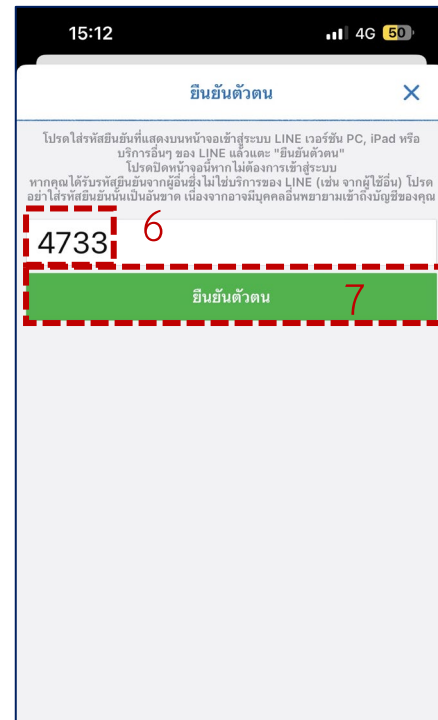 15:12 4G 50
ยืนยันตัวตน ✕
โปรดใส่รหัสยืนยันที่แสดงบนหน้าจอเข้าสู่ระบบ LINE เวอร์ชัน PC, iPad หรือ
บริการอื่นๆ ของ LINE แล้วแตะ "ยืนยันตัวตน"
โปรดปิดหน้าจอนี้หากไม่ต้องการเข้าสู่ระบบ
หากคุณได้รับรหัสยืนยันจากผู้อื่นซึ่งไม่ใช่บริการของ LINE (เช่น จากผู้ใช้อื่น) โปรด
อย่าใส่รหัสยืนยันนั้นเป็นอันขาด เนื่องจากอาจมีบุคคลอื่นพยายามเข้าถึงบัญชีของคุณ
4733 6
ยืนยันตัวตน 7